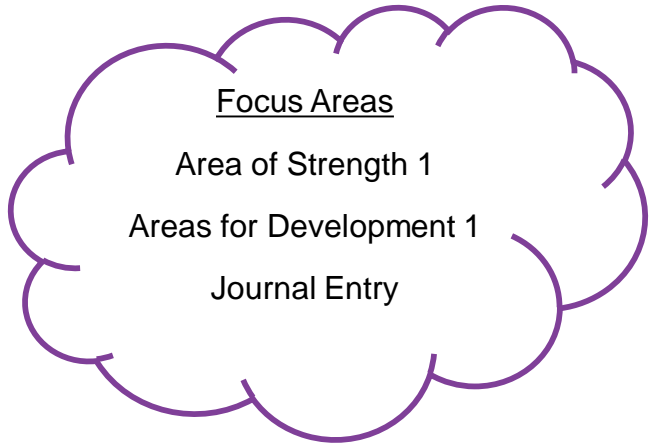 Focus Areas
Area of Strength 1
Areas for Development 1
Journal Entry